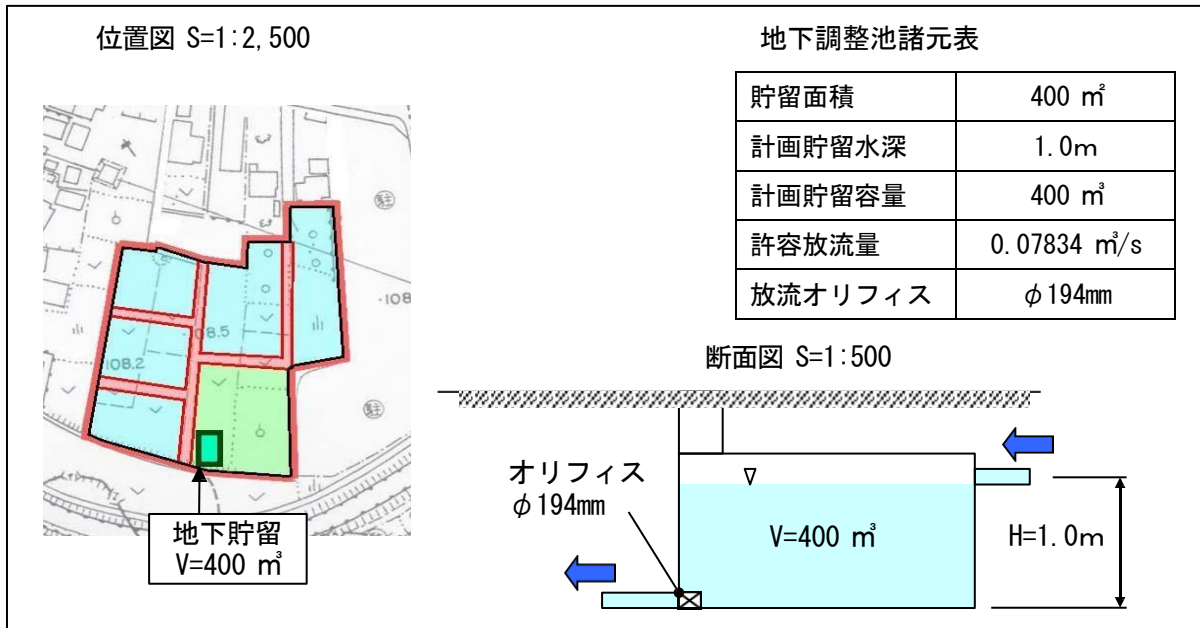 位置図 S=1:2,500
地下調整池諸元表
貯留面積 400 ㎡
計画貯留水深 1.0m
計画貯留容量 400 ㎥
許容放流量 0.07834 ㎥/s
放流オリフィス φ194mm
108
108.5
108.2
駐
駐
地下貯留
V=400 ㎥
断面図 S=1:500
オリフィス
φ194mm
V=400 ㎥
H=1.0m